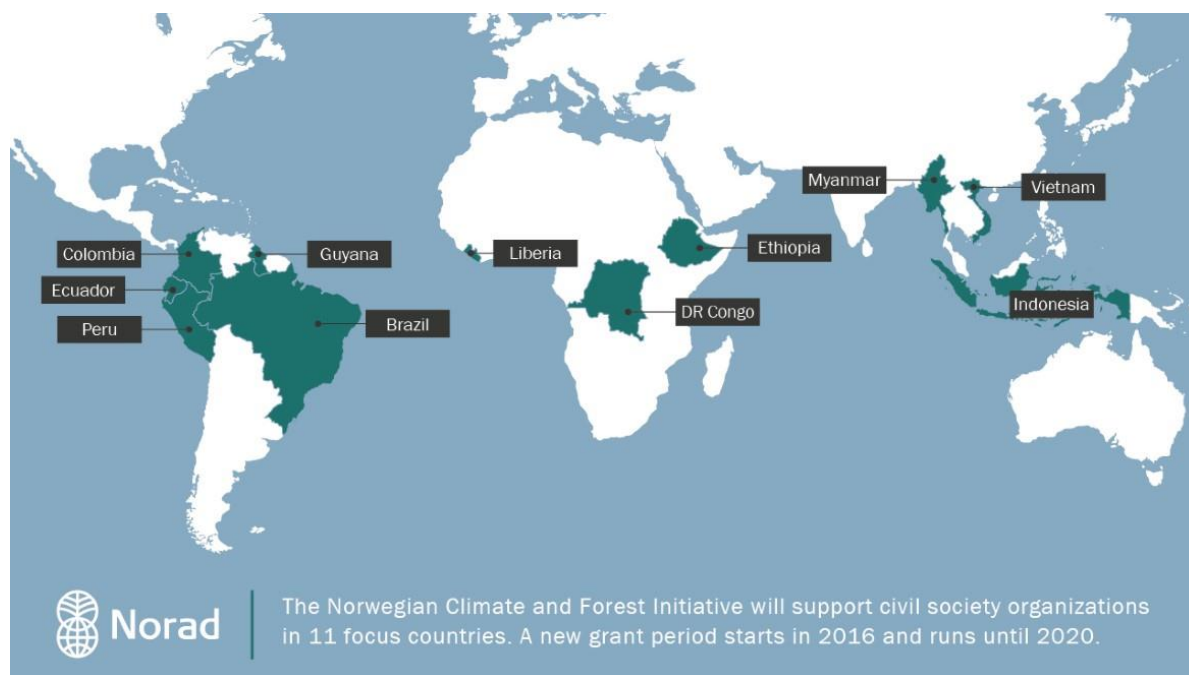 Myanmar
Vietnam
Colombia
Guyana
Liberia
Ethiopia
Ecuador
Indonesia
Peru
Brazil
DR Congo
Norad
The Norwegian Climate and Forest Initiative will support civil society organizations
in 11 focus countries. A new grant period starts in 2016 and runs until 2020.